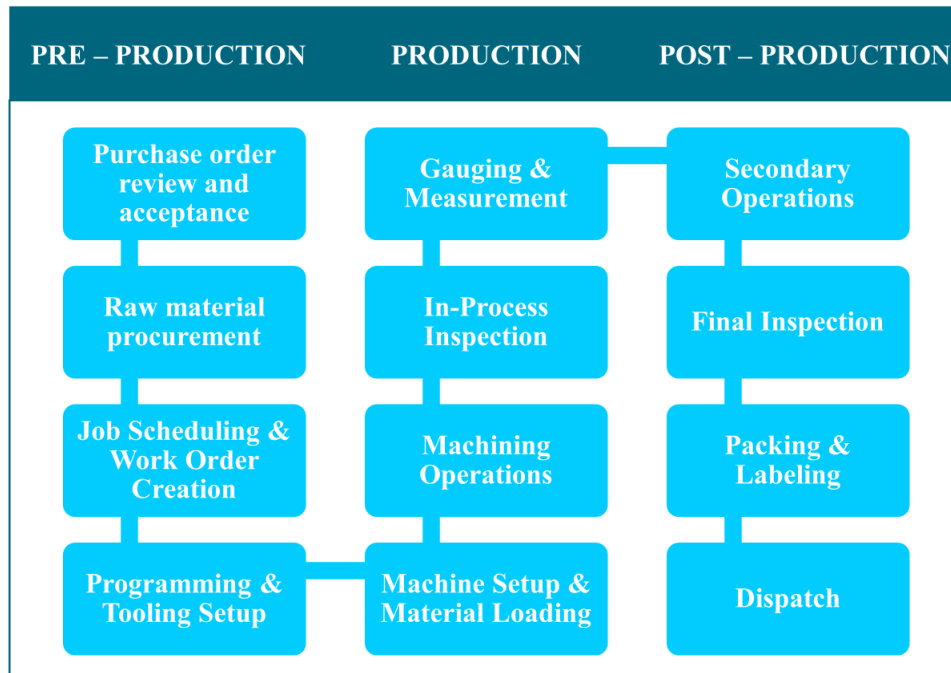 PRE – PRODUCTION
PRODUCTION
POST – PRODUCTION
Purchase order
review and
acceptance
Raw material
procurement
Job Scheduling &
Work Order
Creation
Programming &
Tooling Setup
Gauging &
Measurement
In-Process
Inspection
Machining
Operations
Machine Setup &
Material Loading
Secondary
Operations
Final Inspection
Packing &
Labeling
Dispatch